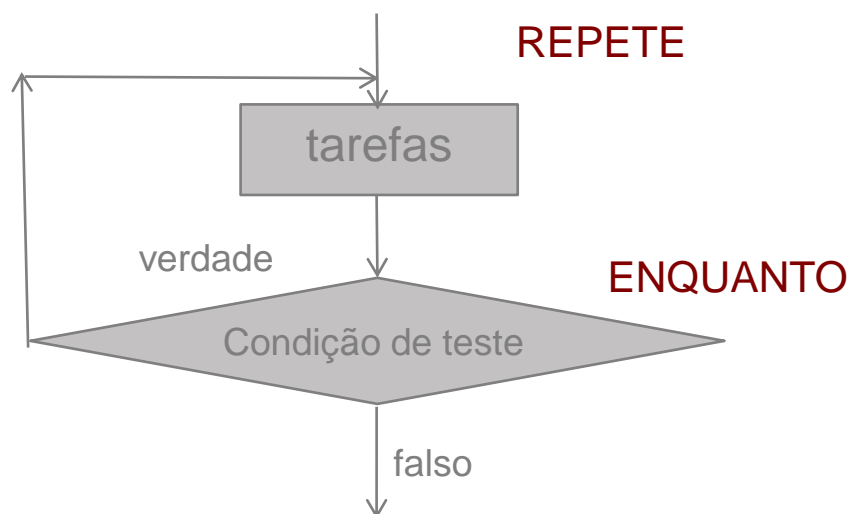 REPETE
tarefas
verdade
ENQUANTO
Condição de teste
falso